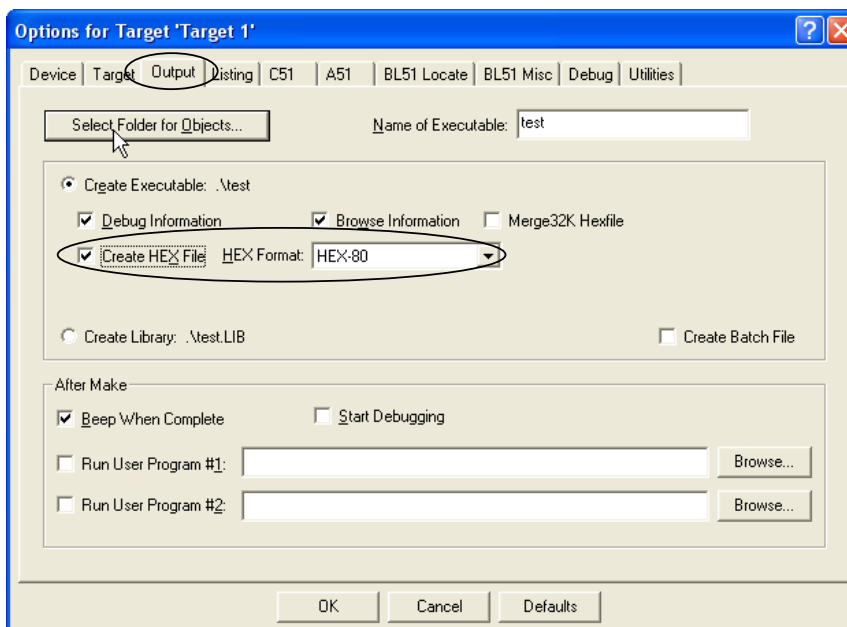 Options for Target 'Target 1'
Device Target Output Listing C51 A51 BL51 Locate BL51 Misc Debug Utilities
Select Folder for Objects... Name of Executable: test
Create Executable: .\test
Debug Information Browse Information Merge32K Hexfile
Create HEX File HEX Format: HEX-80
Create Library: .\test.LIB Create Batch File
After Make
Beep When Complete Start Debugging
Run User Program #1: Browse...
Run User Program #2: Browse...
OK Cancel Defaults